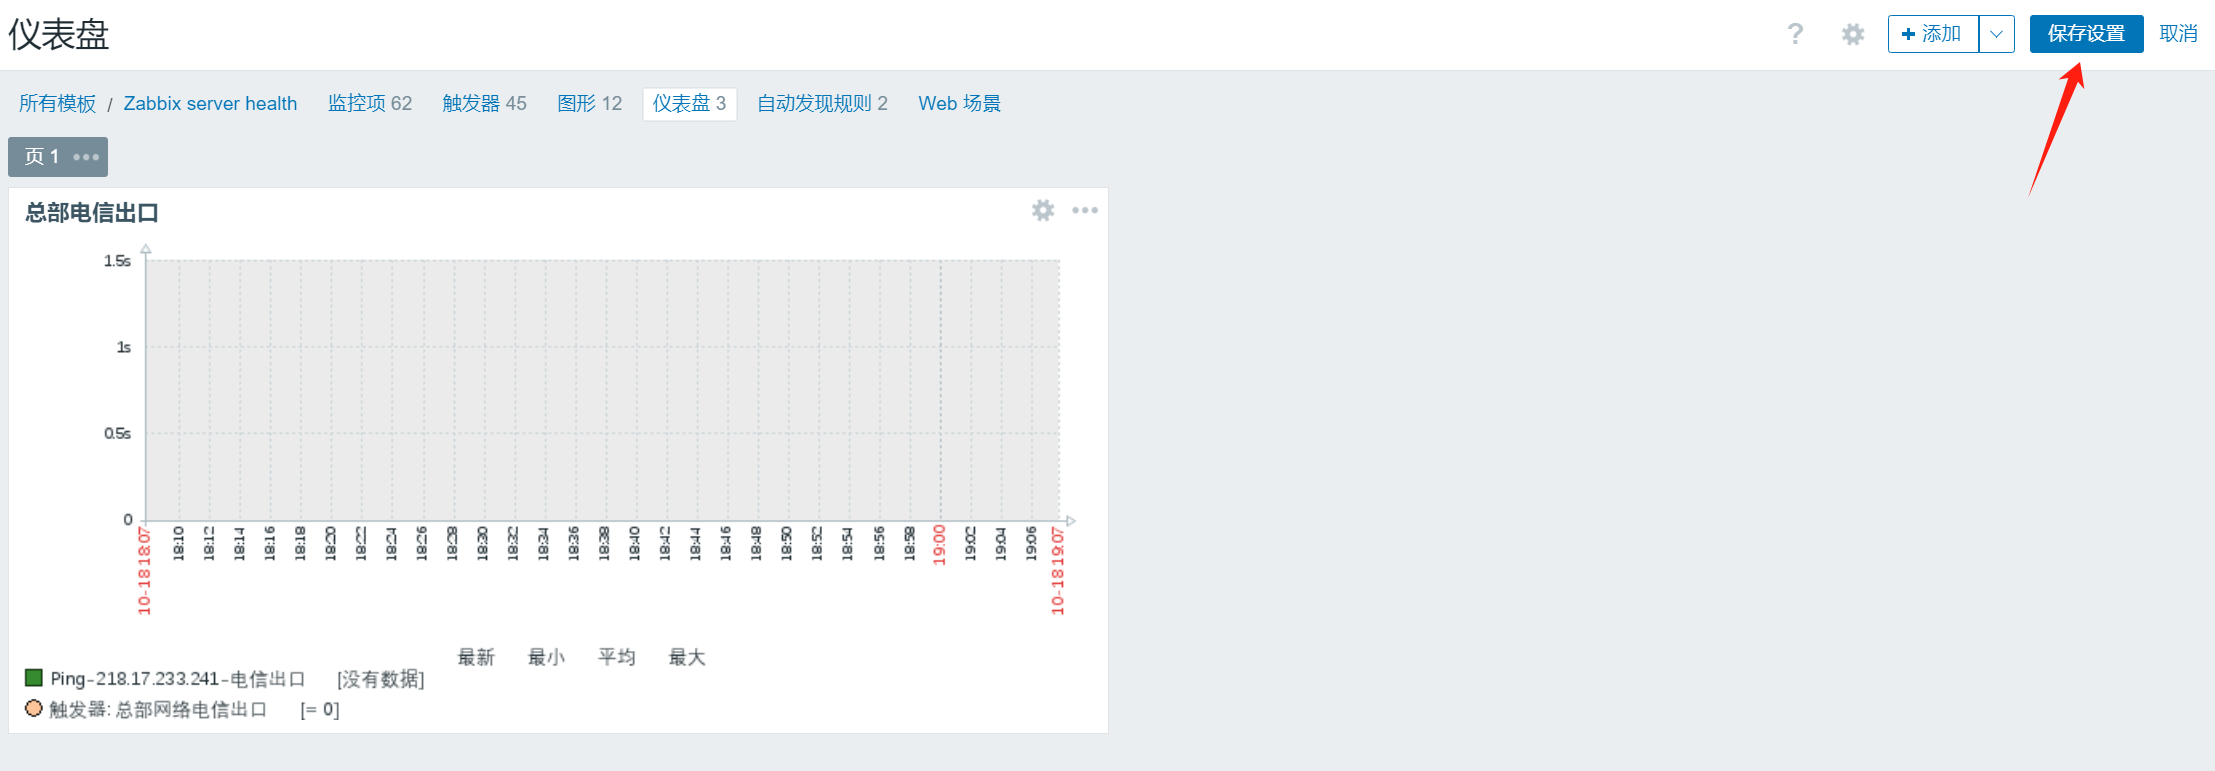 仪表盘
? 添加 保存设置 取消
所有模板 / Zabbix server health 监控项 62 触发器 45 图形 12 仪表盘 3 自动发现规则 2 Web 场景
页 1
总部电信出口
1.5s
1s
0.5s
0
10-18 18:07 18:10 18:12 18:14 18:16 18:18 18:20 18:22 18:24 18:26 18:28 18:30 18:32 18:34 18:36 18:38 18:40 18:42 18:44 18:46 18:48 18:50 18:52 18:54 18:56 18:58 19:00 19:02 19:04 19:06 10-18 19:07
最新 最小 平均 最大
Ping-218.17.233.241-电信出口 [没有数据]
触发器: 总部网络电信出口 [= 0]